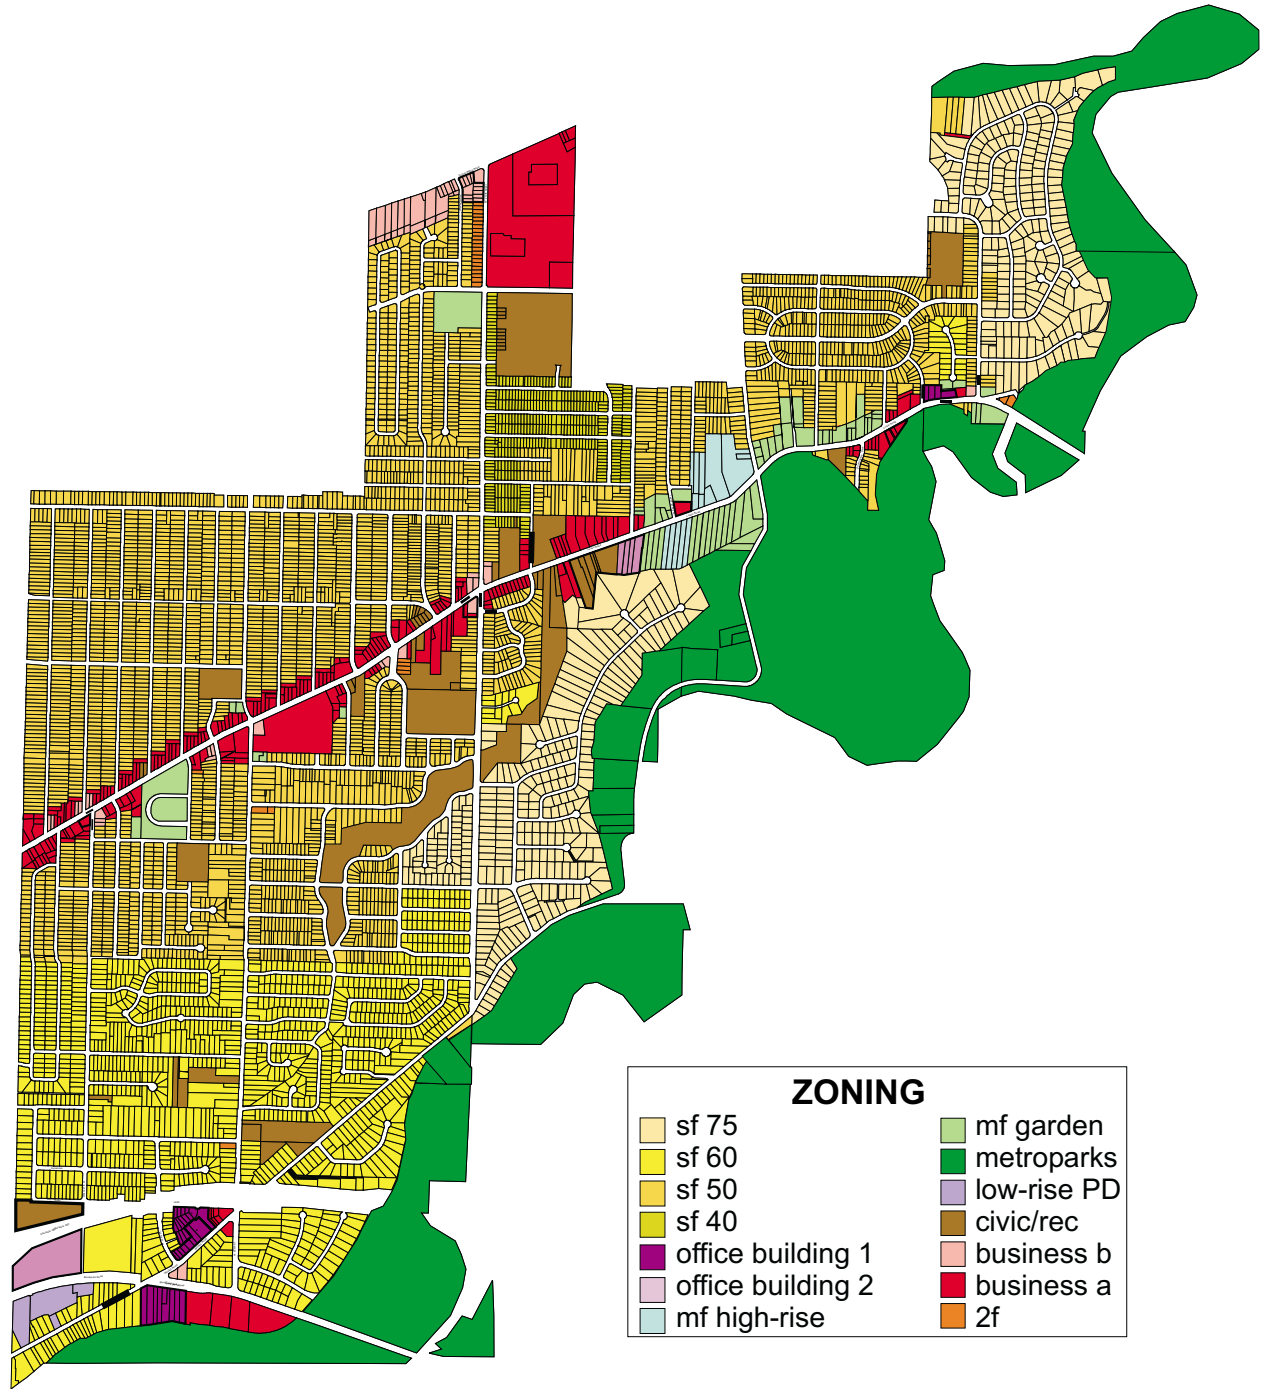 ZONING
sf 75
sf 60
sf 50
sf 40
office building 1
office building 2
mf high-rise
mf garden
metroparks
low-rise PD
civic/rec
business b
business a
2f